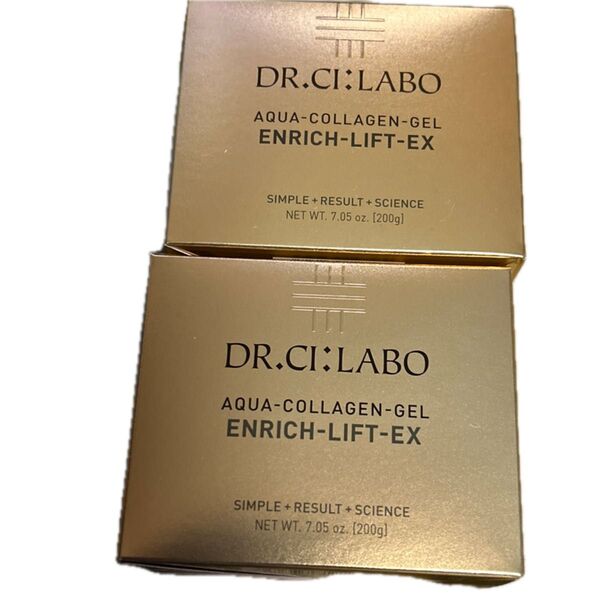 DR.CI:LABO
AQUA-COLLAGEN-GEL
ENRICH-LIFT-EX
SIMPLE+RESULT+SCIENCE
NET WT. 7.05 oz. [200g]
DR.CI:LABO
AQUA-COLLAGEN-GEL
ENRICH-LIFT-EX
SIMPLE+RESULT+SCIENCE
NET WT. 7.05 oz. [200g]